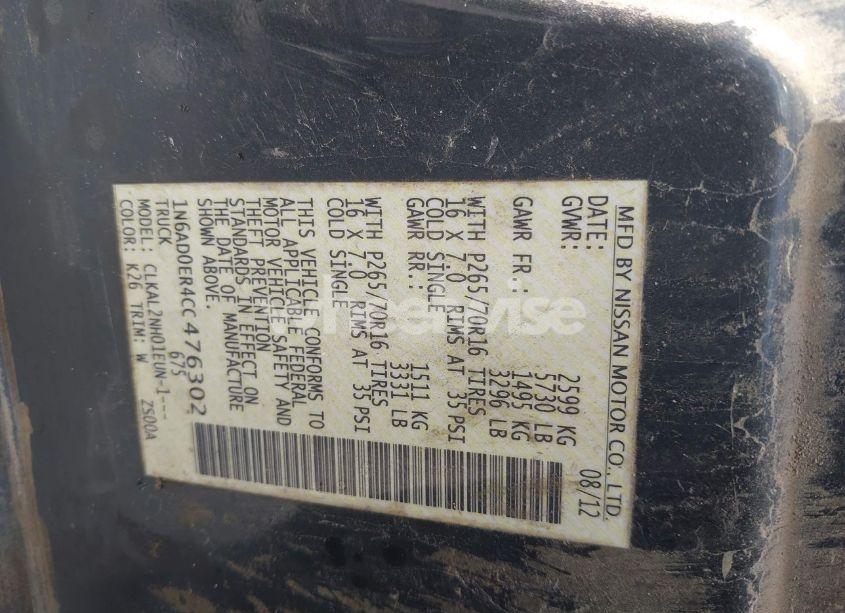 MFD BY NISSAN MOTOR CO., LTD.
DATE: 08/12
GVWR: 2599 KG
5730 LB
GAWR FR.: 1495 KG
3296 LB
WITH P265/70R16 TIRES
16 X 7.0 RIMS AT 35 PSI
COLD SINGLE
GAWR RR.: 1511 KG
3331 LB
WITH P265/70R16 TIRES
16 X 7.0 RIMS AT 35 PSI
COLD SINGLE
THIS VEHICLE CONFORMS TO
ALL APPLICABLE FEDERAL
MOTOR VEHICLE SAFETY AND
THEFT PREVENTION
STANDARDS IN EFFECT ON
THE DATE OF MANUFACTURE
SHOWN ABOVE.
1N6AD0ER4CC476302
TRUCK 675
MODEL: CLKAL2NH01EUN-1---
COLOR: K26 TRIM: W ZS00A